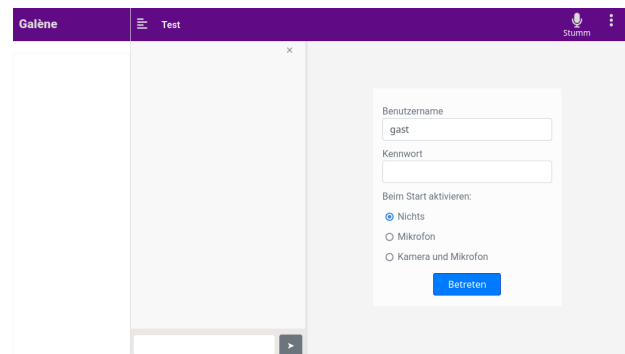 Galène
Test
Stumm
×
Benutzername
gast
Kennwort
Beim Start aktivieren:
Nichts
Mikrofon
Kamera und Mikrofon
Betreten